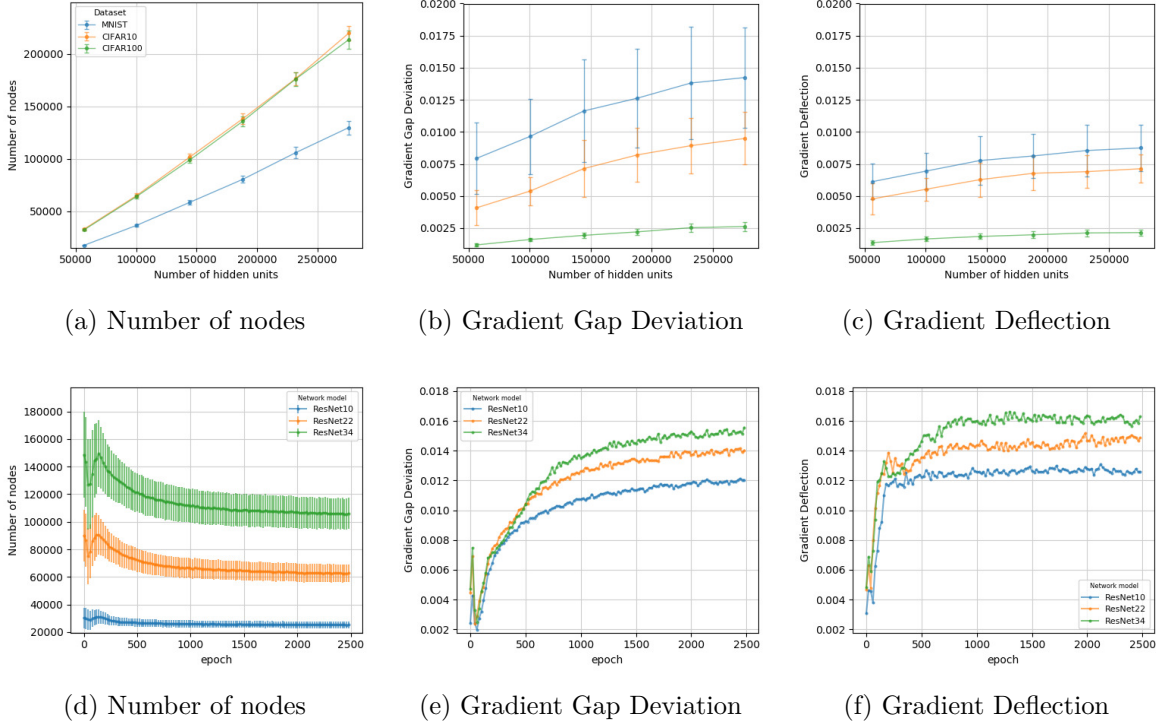 Dataset
MNIST
CIFAR10
CIFAR100
Number of nodes
200000
150000
100000
50000
50000 100000 150000 200000 250000
Number of hidden units
(a) Number of nodes
Gradient Gap Deviation
0.0200
0.0175
0.0150
0.0125
0.0100
0.0075
0.0050
0.0025
0.0000
50000 100000 150000 200000 250000
Number of hidden units
(b) Gradient Gap Deviation
Gradient Deflection
0.0200
0.0175
0.0150
0.0125
0.0100
0.0075
0.0050
0.0025
0.0000
50000 100000 150000 200000 250000
Number of hidden units
(c) Gradient Deflection
Network model
ResNet10
ResNet22
ResNet34
Number of nodes
180000
160000
140000
120000
100000
80000
60000
40000
20000
0 500 1000 1500 2000 2500
epoch
(d) Number of nodes
Network model
ResNet10
ResNet22
ResNet34
Gradient Gap Deviation
0.018
0.016
0.014
0.012
0.010
0.008
0.006
0.004
0.002
0 500 1000 1500 2000 2500
epoch
(e) Gradient Gap Deviation
Gradient Deflection
0.018
0.016
0.014
0.012
0.010
0.008
0.006
0.004
0.002
Network model
ResNet10
ResNet22
ResNet34
0 500 1000 1500 2000 2500
epoch
(f) Gradient Deflection